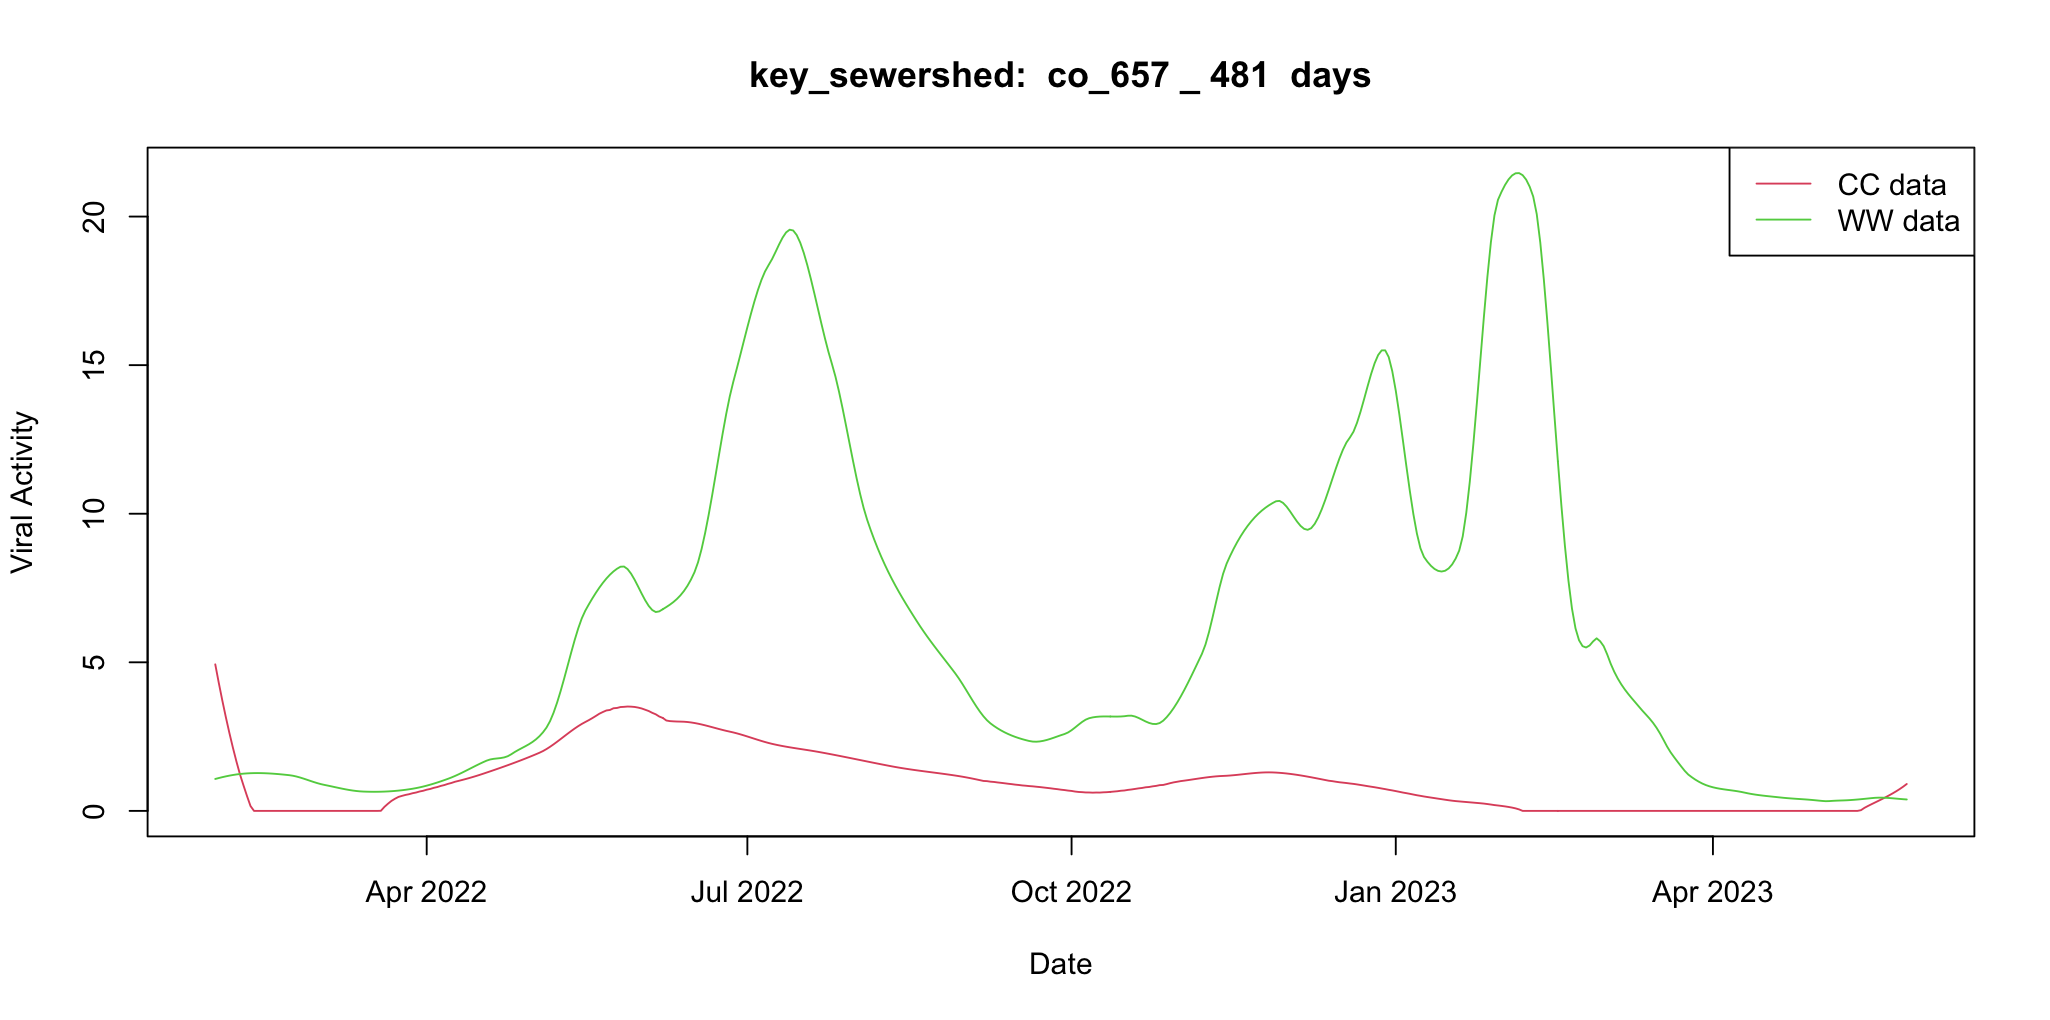 key_sewershed: co_657 _ 481 days
CC data
WW data
Viral Activity
20
15
10
5
0
Apr 2022
Jul 2022
Oct 2022
Jan 2023
Apr 2023
Date